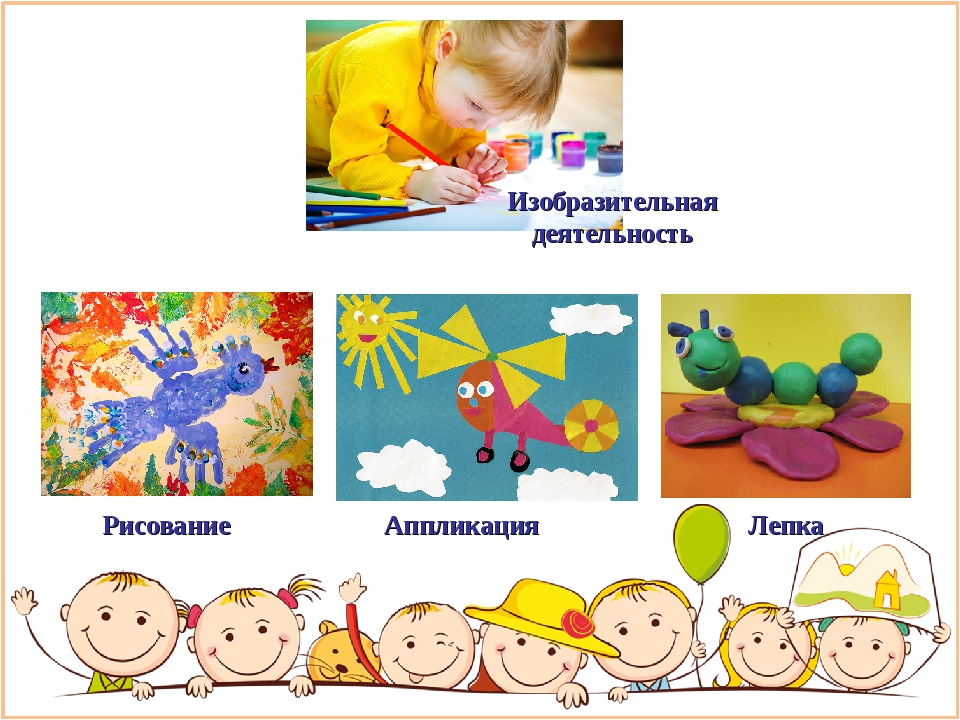 Изобразительная
деятельность
Рисование
Аппликация
Лепка